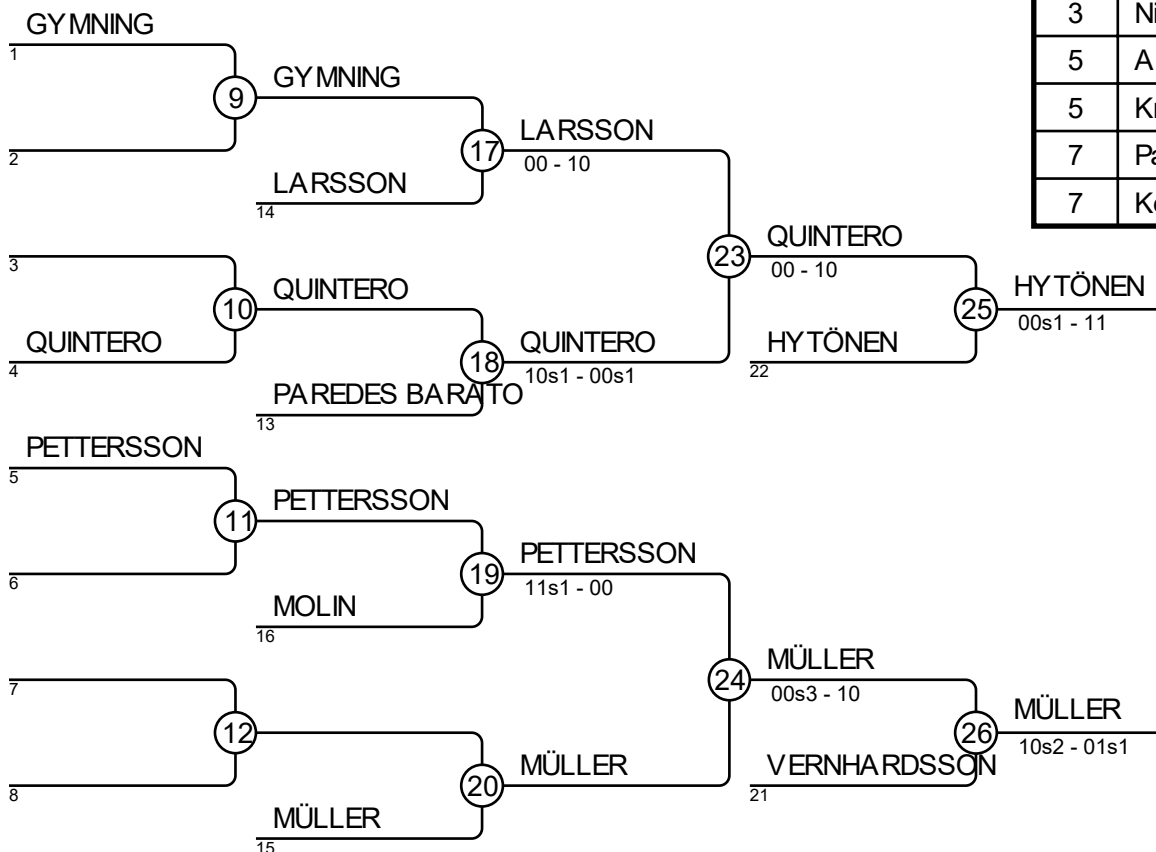 GYMNING
1
9
GYMNING
2
17
LARSSON
00 - 10
LARSSON
14
3
23
QUINTERO
00 - 10
10
QUINTERO
QUINTERO
4
18
QUINTERO
10s1 - 00s1
PAREDES BARATO
13
25
HYTÖNEN
00s1 - 11
HYTÖNEN
22
PETTERSSON
5
11
PETTERSSON
6
19
PETTERSSON
11s1 - 00
MOLIN
16
7
24
MÜLLER
00s3 - 10
12
8
20
MÜLLER
MÜLLER
15
26
MÜLLER
10s2 - 01s1
VERNHARDSSON
21
3 Ni
5 A
5
7 Pa
7